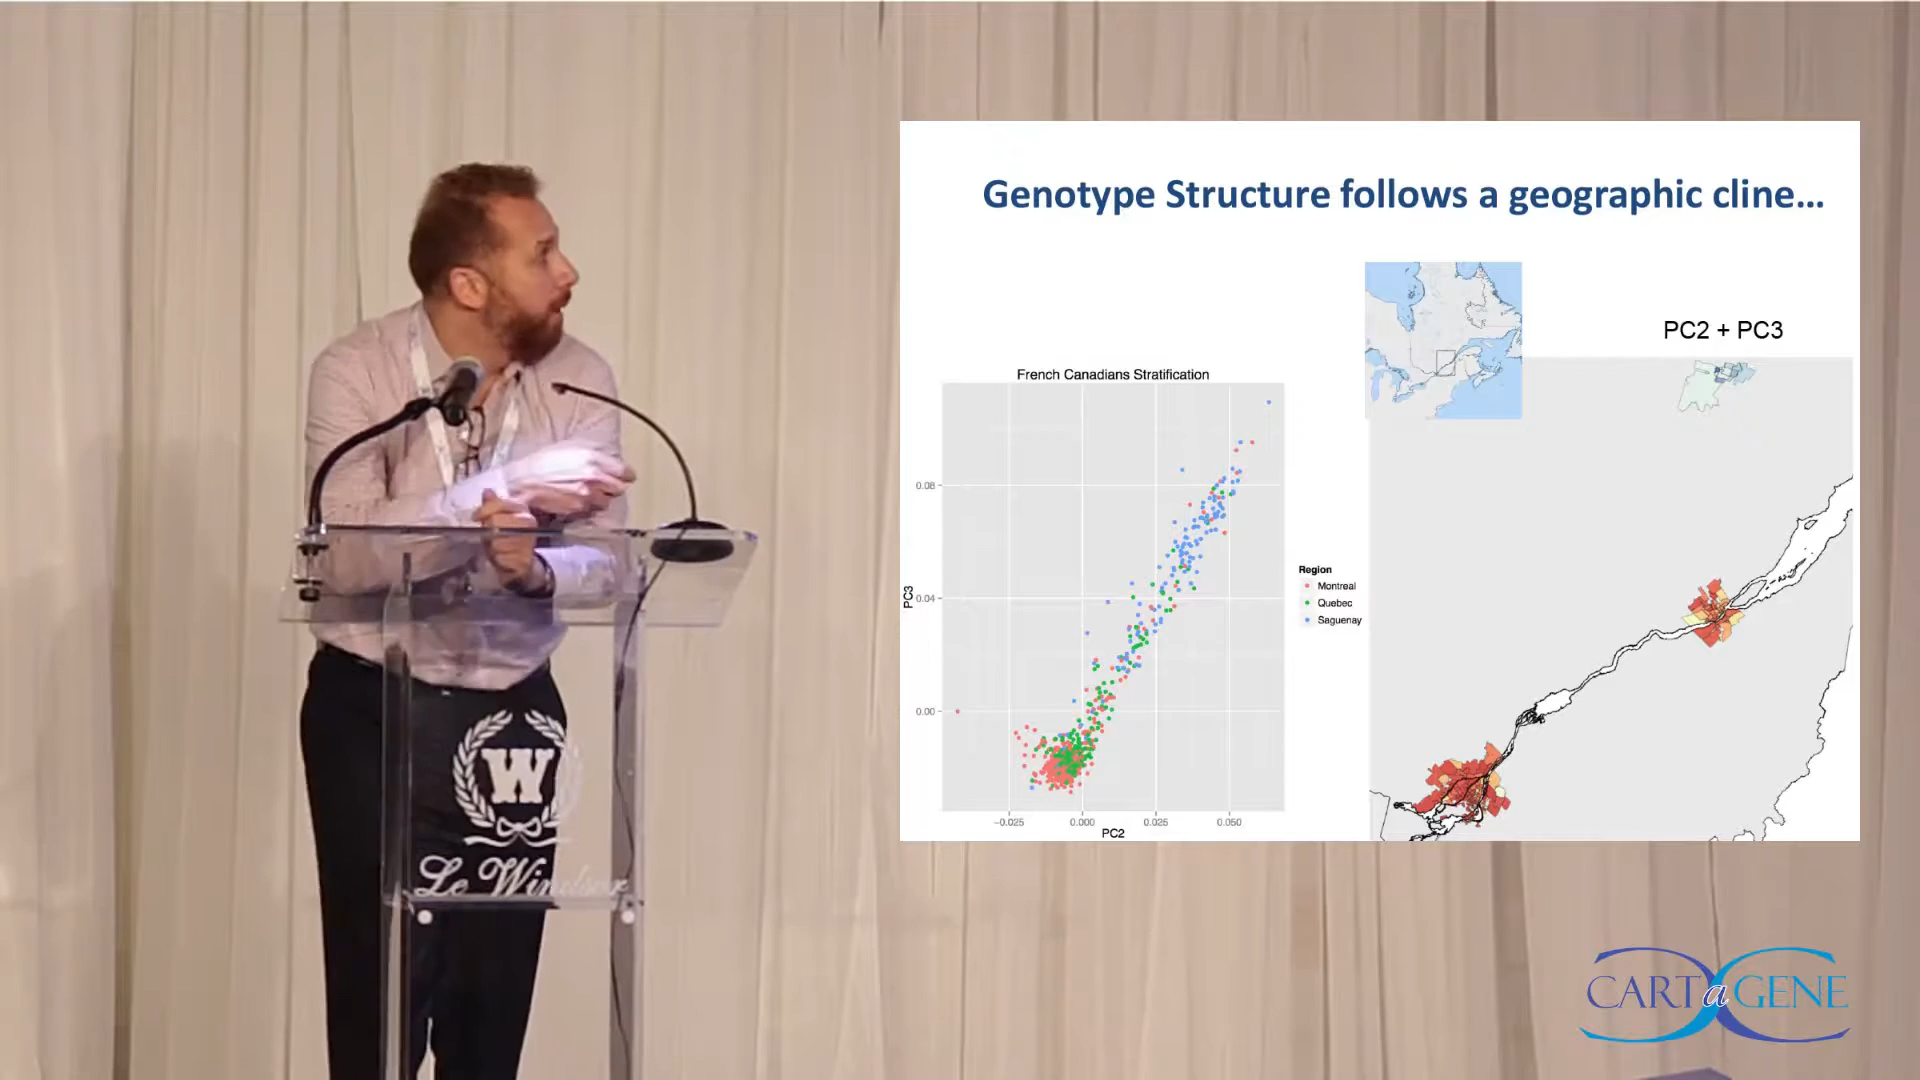 Genotype Structure follows a geographic cline...
PC2 + PC3
French Canadians Stratification
0.08
0.04
0.00
PC3
−0.025
0.000
0.025
0.050
PC2
Region
Montreal
Quebec
Saguenay
W
Le Windsor
CARTaGENE